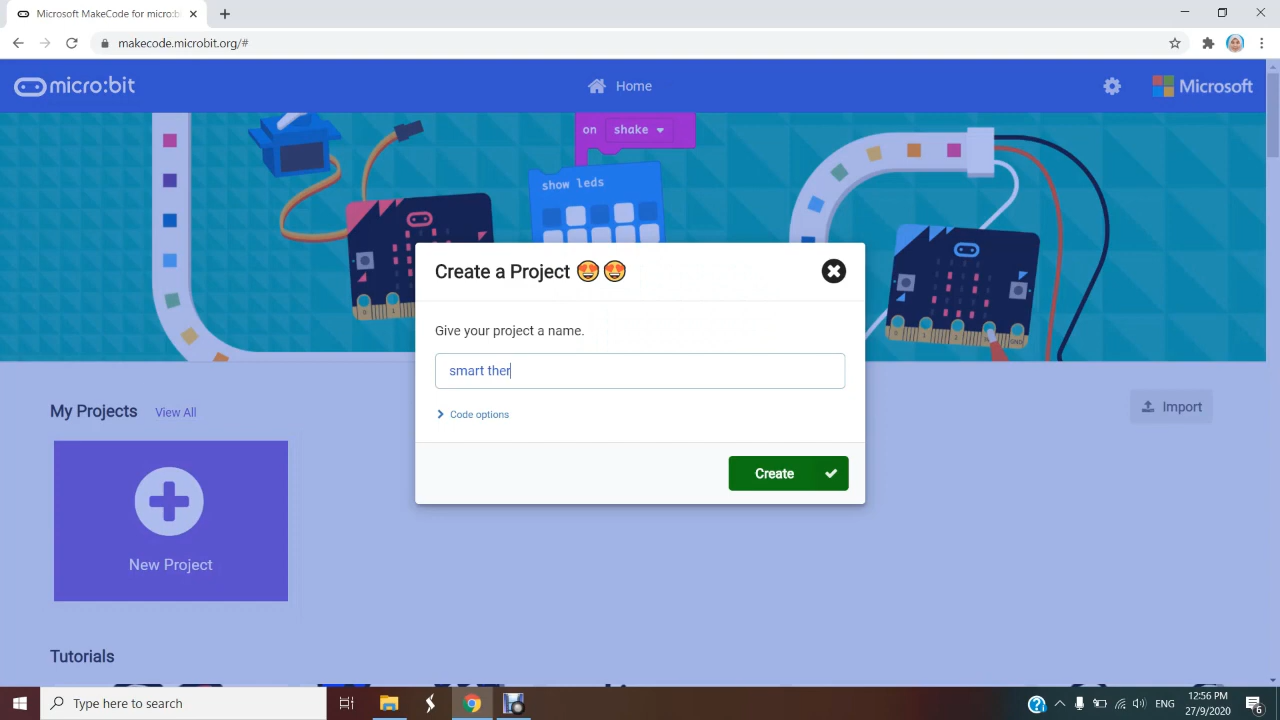 Microsoft MakeCode for micro:b
makecode.microbit.org/#
micro:bit
Home
Microsoft
on shake
show leds
GND
Create a Project 😍😍
Give your project a name.
smart ther
Code options
Create
My Projects View All
Import
New Project
Tutorials
Type here to search
12:56 PM
27/9/2020
6